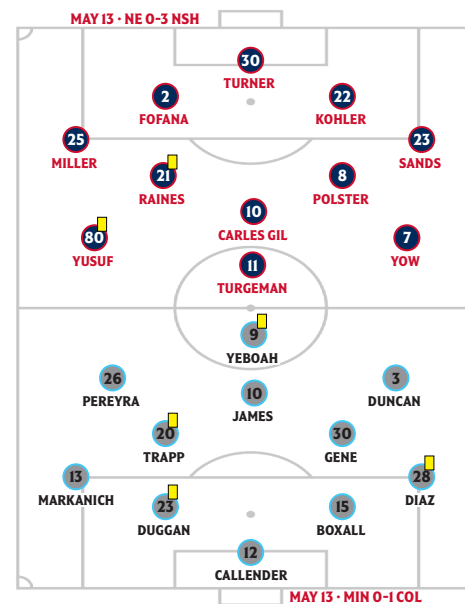 MAY 13 · NE 0-3 NSH
30
TURNER
2
FOFANA
22
KOHLER
25
MILLER
23
SANDS
21
RAINES
8
POLSTER
10
CARLES GIL
80
YUSUF
7
YOW
11
TURGEMAN
9
YEBOAH
26
PEREYRA
10
JAMES
3
DUNCAN
20
TRAPP
30
GENE
13
MARKANICH
28
DIAZ
23
DUGGAN
15
BOXALL
12
CALLENDER
MAY 13 · MIN 0-1 COL